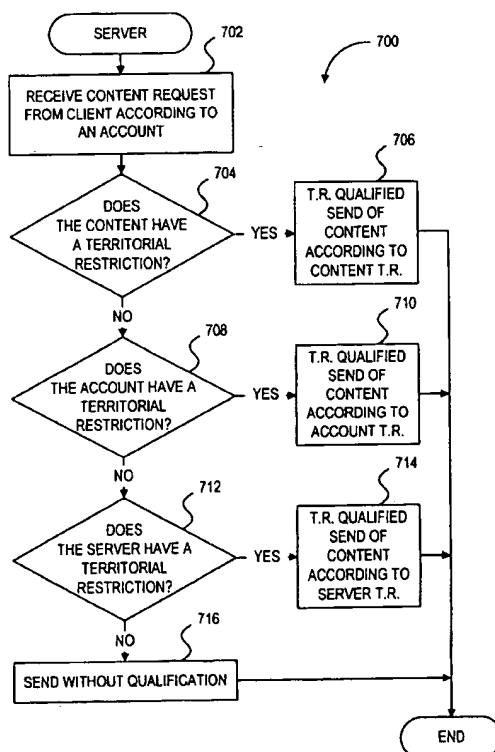 SERVER
702
700
RECEIVE CONTENT REQUEST
FROM CLIENT ACCORDING TO
AN ACCOUNT
704
DOES
THE CONTENT HAVE
A TERRITORIAL
RESTRICTION?
YES
706
T.R. QUALIFIED
SEND OF
CONTENT
ACCORDING TO
CONTENT T.R.
NO
708
DOES
THE ACCOUNT HAVE A
TERRITORIAL
RESTRICTION?
YES
710
T.R. QUALIFIED
SEND OF
CONTENT
ACCORDING TO
ACCOUNT T.R.
NO
712
DOES
THE SERVER HAVE A
TERRITORIAL
RESTRICTION?
YES
714
T.R. QUALIFIED
SEND OF
CONTENT
ACCORDING TO
SERVER T.R.
NO
716
SEND WITHOUT QUALIFICATION
END